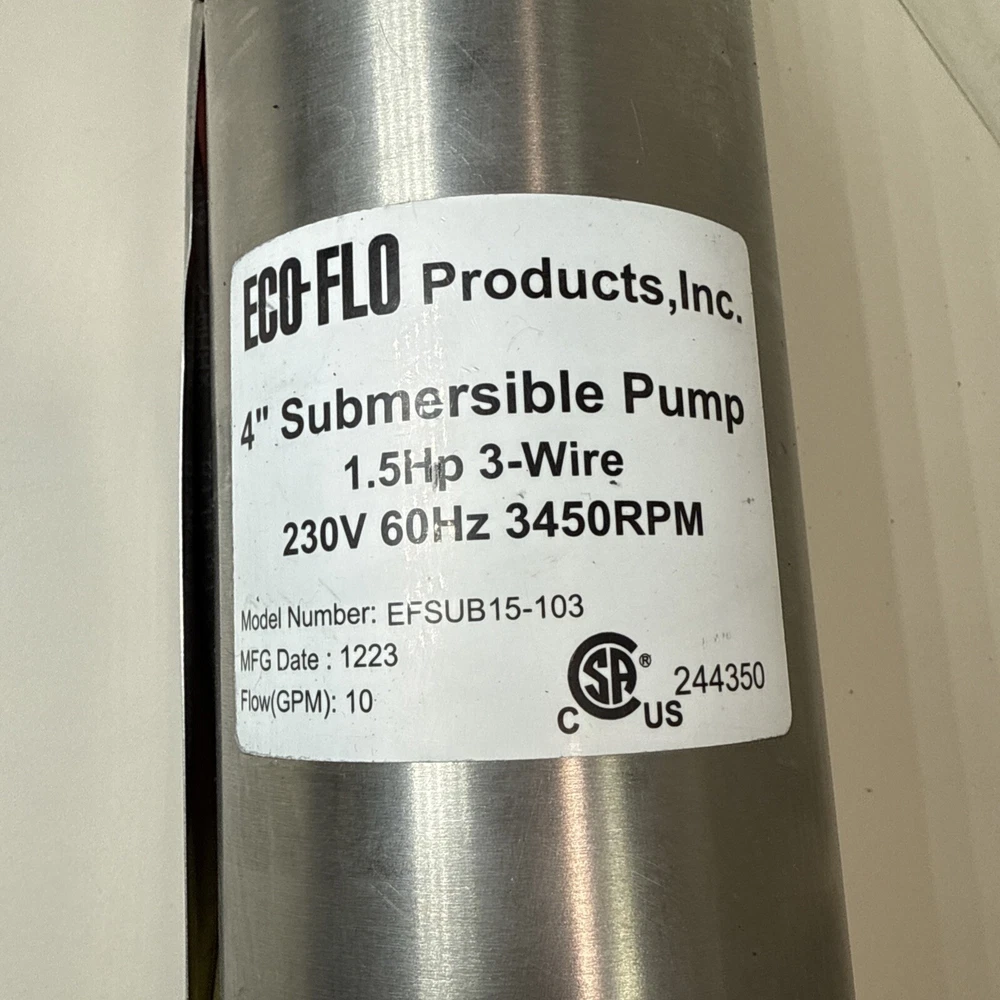 ECO-FLO Products,Inc.
4" Submersible Pump
1.5Hp 3-Wire
230V 60Hz 3450RPM
Model Number: EFSUB15-103
MFG Date : 1223
Flow(GPM): 10
CSA® 244350
C US